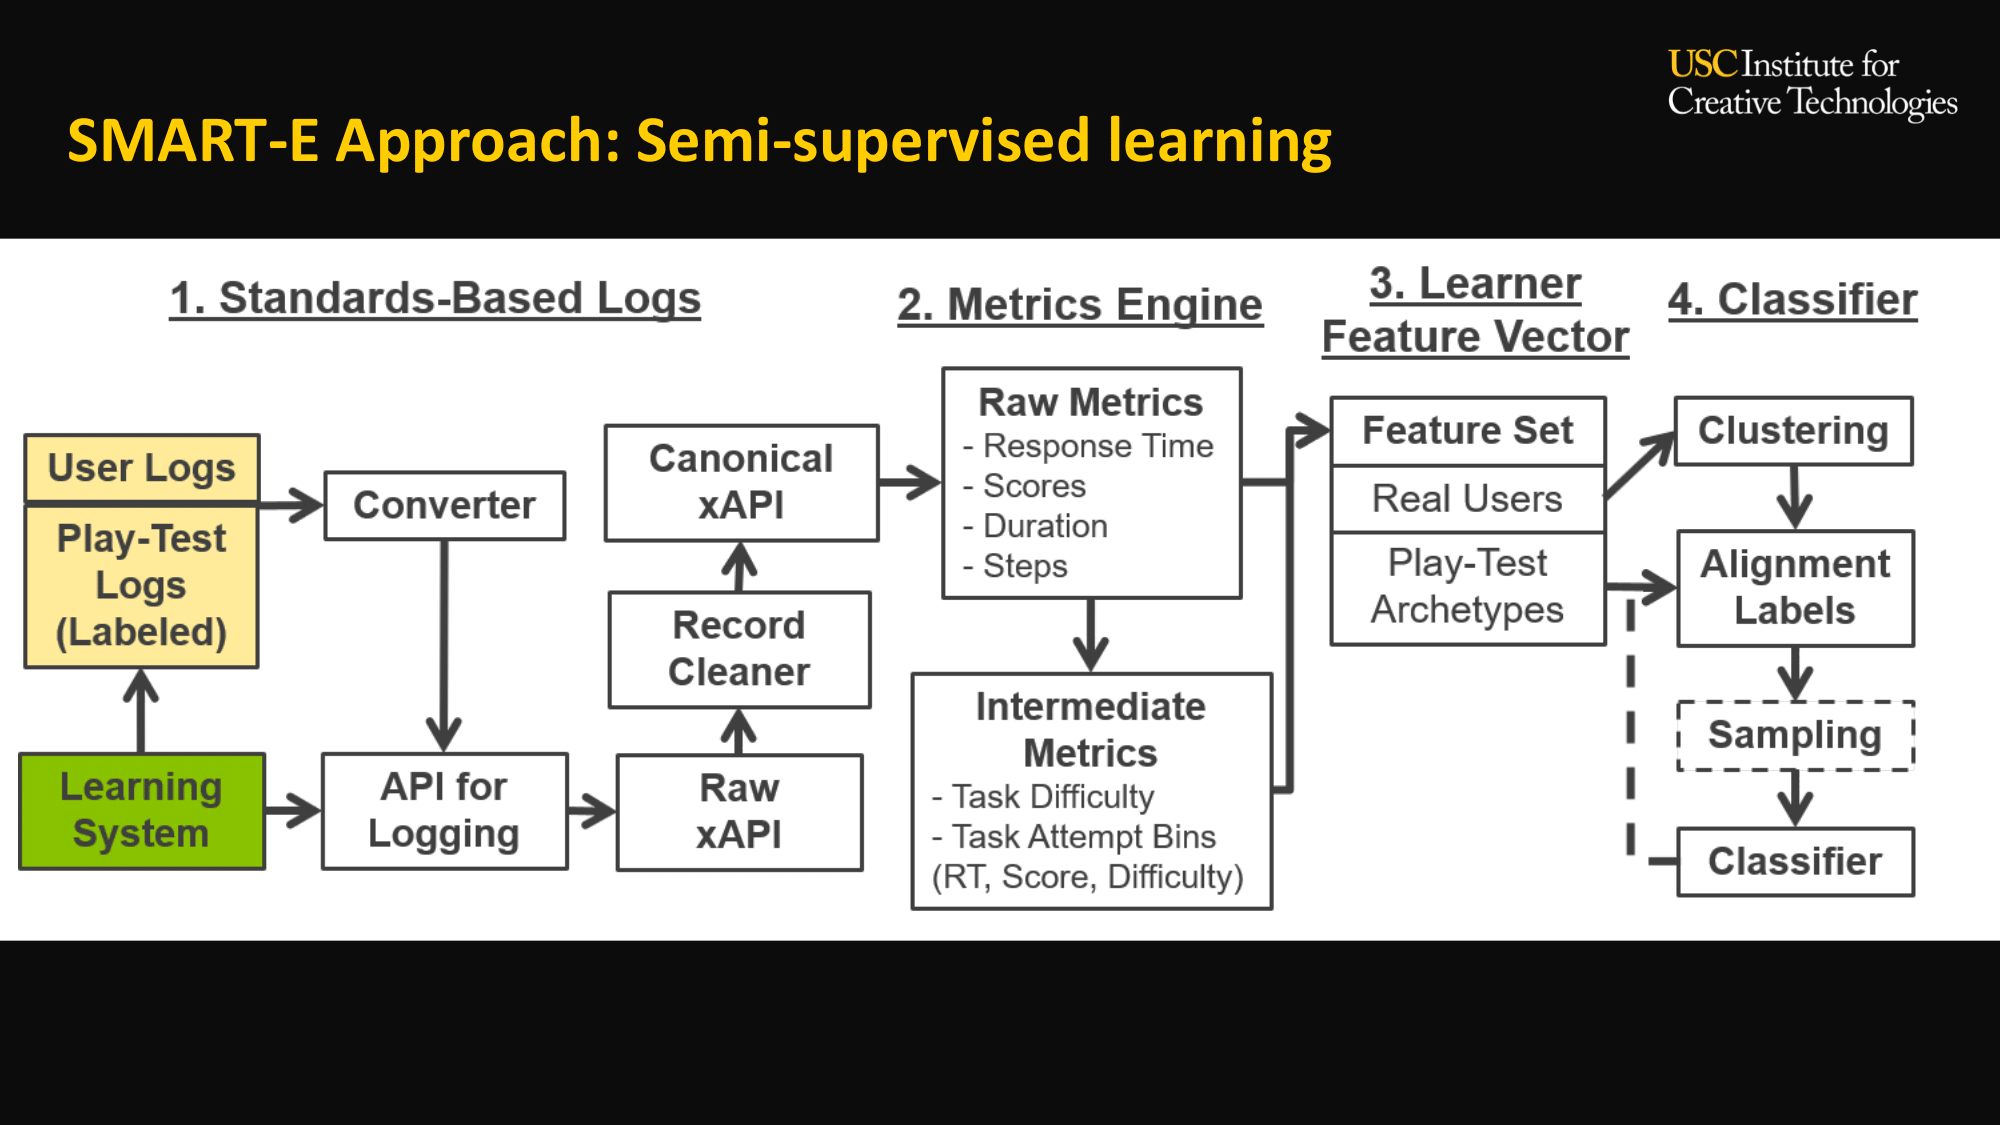 USC Institute for
Creative Technologies
SMART-E Approach: Semi-supervised learning
1. Standards-Based Logs
2. Metrics Engine
3. Learner
Feature Vector
4. Classifier
User Logs
Play-Test
Logs
(Labeled)
Learning
System
Converter
API for
Logging
Canonical
xAPI
Record
Cleaner
Raw
xAPI
Raw Metrics
- Response Time
- Scores
- Duration
- Steps
Intermediate
Metrics
- Task Difficulty
- Task Attempt Bins
(RT, Score, Difficulty)
Feature Set
Real Users
Play-Test
Archetypes
Clustering
Alignment
Labels
Sampling
Classifier